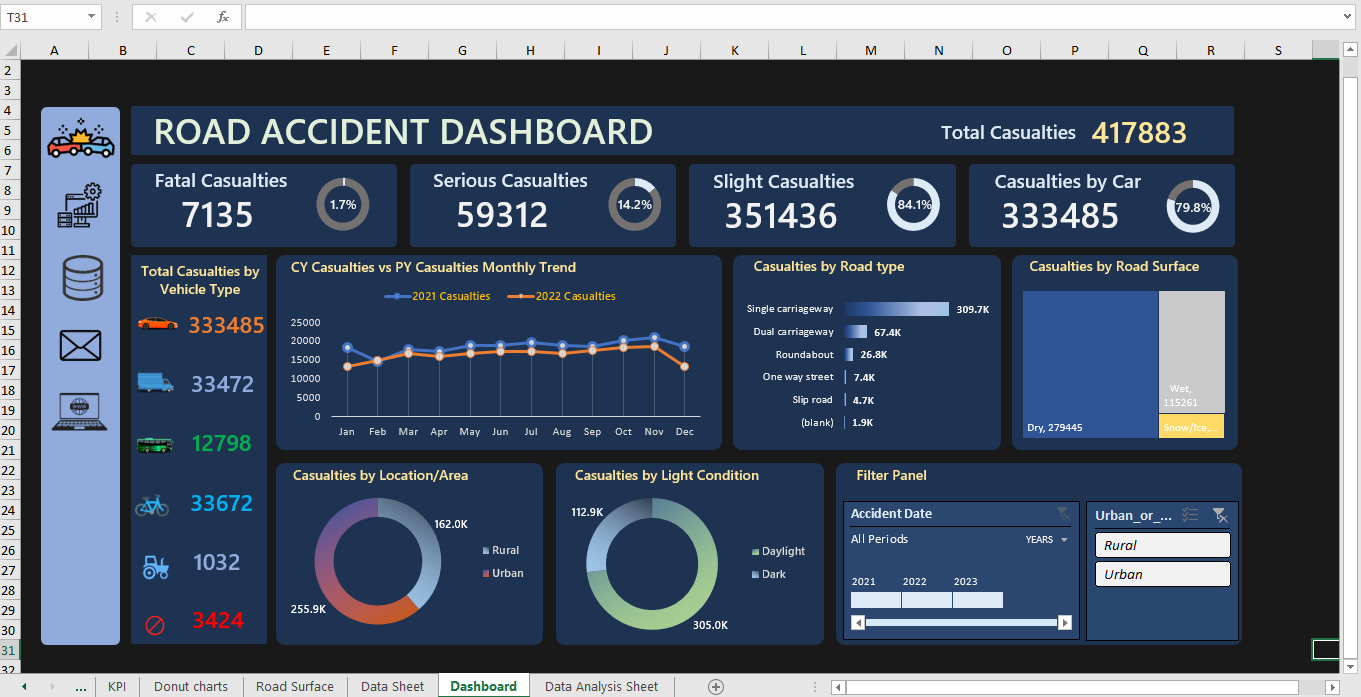 T31
fx
A B C D E F G H I J K L M N O P Q R S
2
3
4
5
6
7
8
9
10
11
12
13
14
15
16
17
18
19
20
21
22
23
24
25
26
27
28
29
30
31
32
ROAD ACCIDENT DASHBOARD
Total Casualties 417883
Fatal Casualties
7135
1.7%
Serious Casualties
59312
14.2%
Slight Casualties
351436
84.1%
Casualties by Car
333485
79.8%
WWW
Total Casualties by
Vehicle Type
333485
33472
12798
33672
1032
3424
CY Casualties vs PY Casualties Monthly Trend
2021 Casualties 2022 Casualties
25000
20000
15000
10000
5000
0
Jan Feb Mar Apr May Jun Jul Aug Sep Oct Nov Dec
Casualties by Road type
Single carriageway 309.7K
Dual carriageway 67.4K
Roundabout 26.8K
One way street 7.4K
Slip road 4.7K
(blank) 1.9K
Casualties by Road Surface
Dry, 279445
Wet,
115261
Snow/Ice,...
Casualties by Location/Area
162.0K
255.9K
Rural
Urban
Casualties by Light Condition
112.9K
305.0K
Daylight
Dark
Filter Panel
Accident Date
All Periods YEARS
2021 2022 2023
Urban_or_...
Rural
Urban
... KPI Donut charts Road Surface Data Sheet Dashboard Data Analysis Sheet